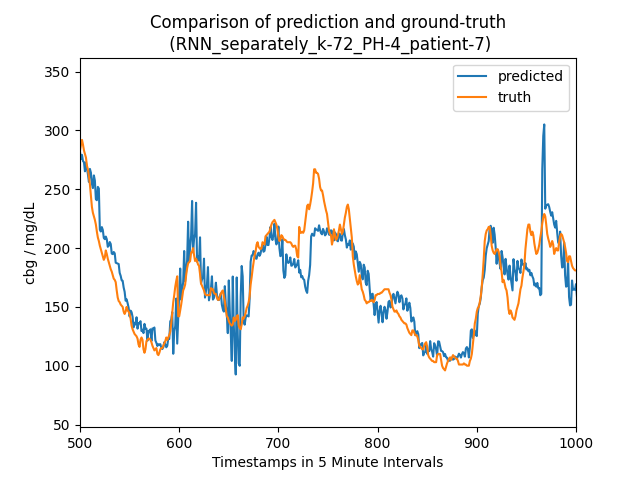 Comparison of prediction and ground-truth
(RNN_separately_k-72_PH-4_patient-7)
predicted
truth
cbg / mg/dL
350
300
250
200
150
100
50
500
600
700
800
900
1000
Timestamps in 5 Minute Intervals